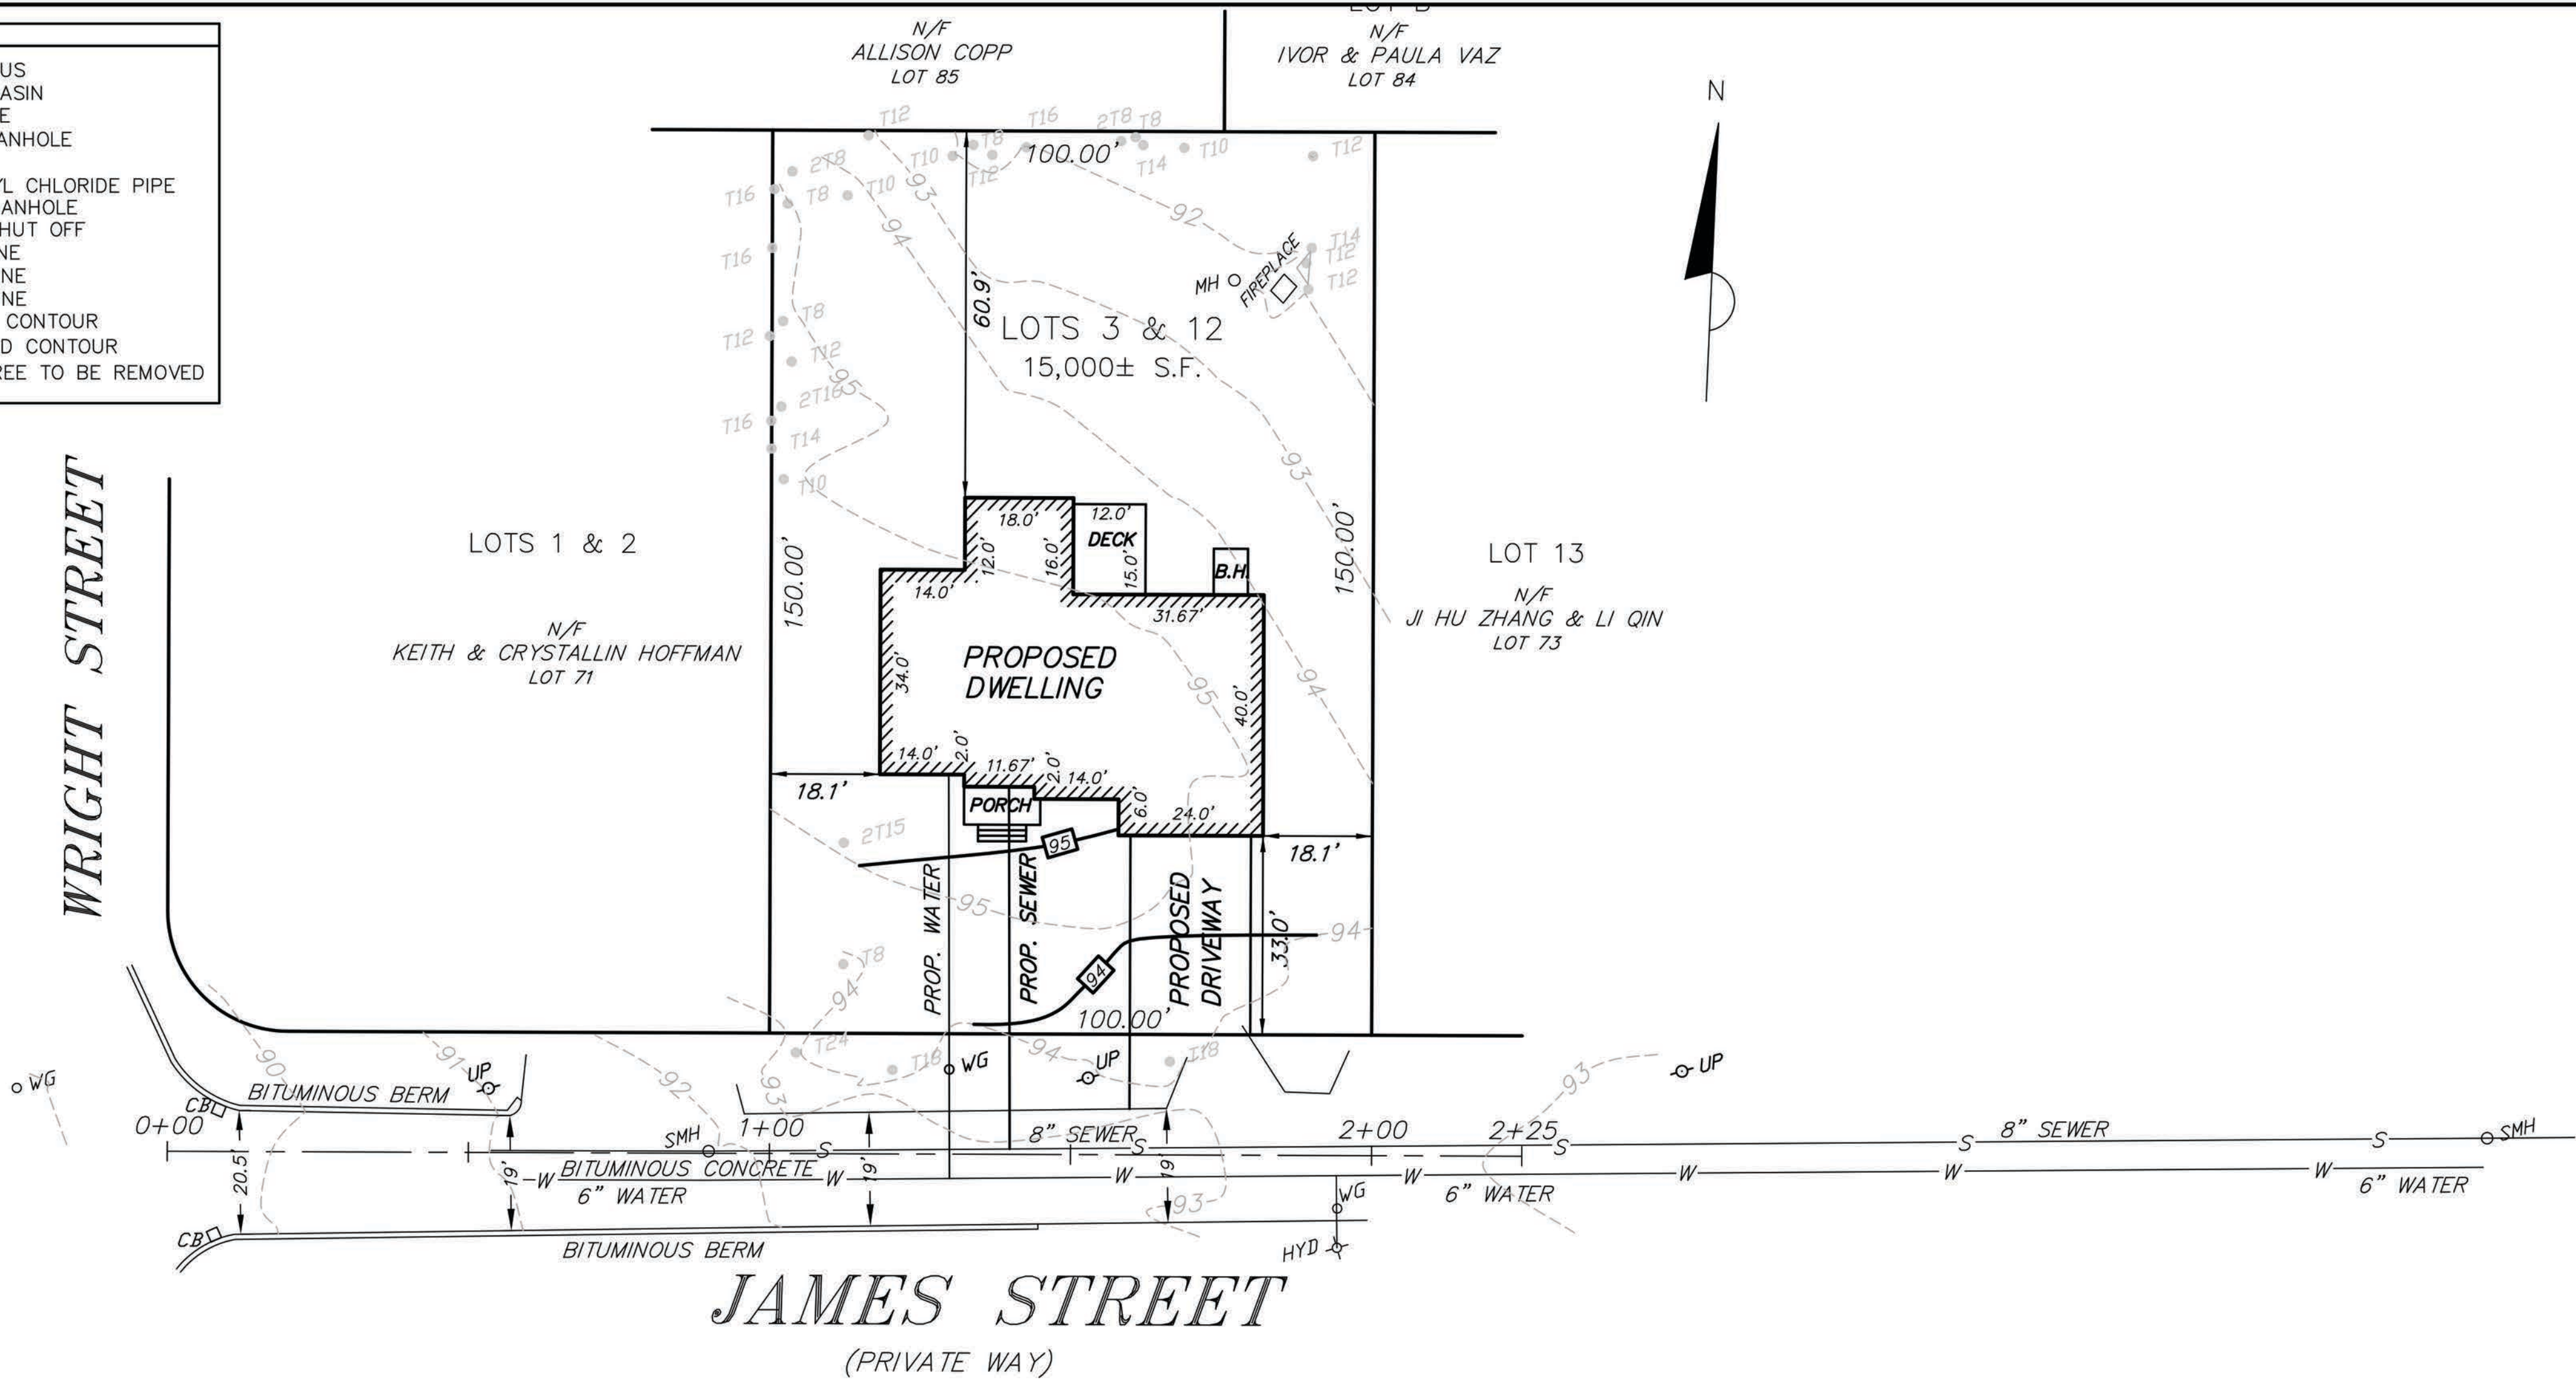 US
ASIN
E
ANHOLE
YL CHLORIDE PIPE
ANHOLE
HUT OFF
NE
NE
NE
CONTOUR
D CONTOUR
REE TO BE REMOVED
N/F
ALLISON COPP
LOT 85
N/F
IVOR & PAULA VAZ
LOT 84
N
T12
T16
2T8
T8
T8
T10
100.00'
T10
T12
T12
T14
2T8
T16
T8
T10
93
94
92
T16
T14
T12
T12
MH
FIREPLACE
60.9'
LOTS 3 & 12
15,000± S.F.
T8
T12
T12
95
2T16
T16
T14
T10
93
WRIGHT STREET
LOTS 1 & 2
N/F
KEITH & CRYSTALLIN HOFFMAN
LOT 71
150.00'
18.0'
12.0'
16.0'
12.0'
DECK
15.0'
B.H.
14.0'
31.67'
150.00'
LOT 13
N/F
JI HU ZHANG & LI QIN
LOT 73
34.0'
PROPOSED
DWELLING
95
40.0'
94
14.0'
2.0'
11.67'
2.0'
14.0'
6.0'
24.0'
18.1'
PORCH
18.1'
2T15
95
PROP. WATER
PROP. SEWER
PROPOSED
DRIVEWAY
33.0'
95
94
T8
94
94
100.00'
T24
T18
WG
94
UP
T18
UP
93
WG
90
91
UP
92
93
BITUMINOUS BERM
CB
0+00
SMH
1+00
8" SEWER
2+00
2+25
8" SEWER
SMH
S
S
S
S
S
20.5'
19'
BITUMINOUS CONCRETE
19'
19'
W
W
W
W
W
W
W
6" WATER
6" WATER
6" WATER
93
WG
CB
BITUMINOUS BERM
HYD
JAMES STREET
(PRIVATE WAY)